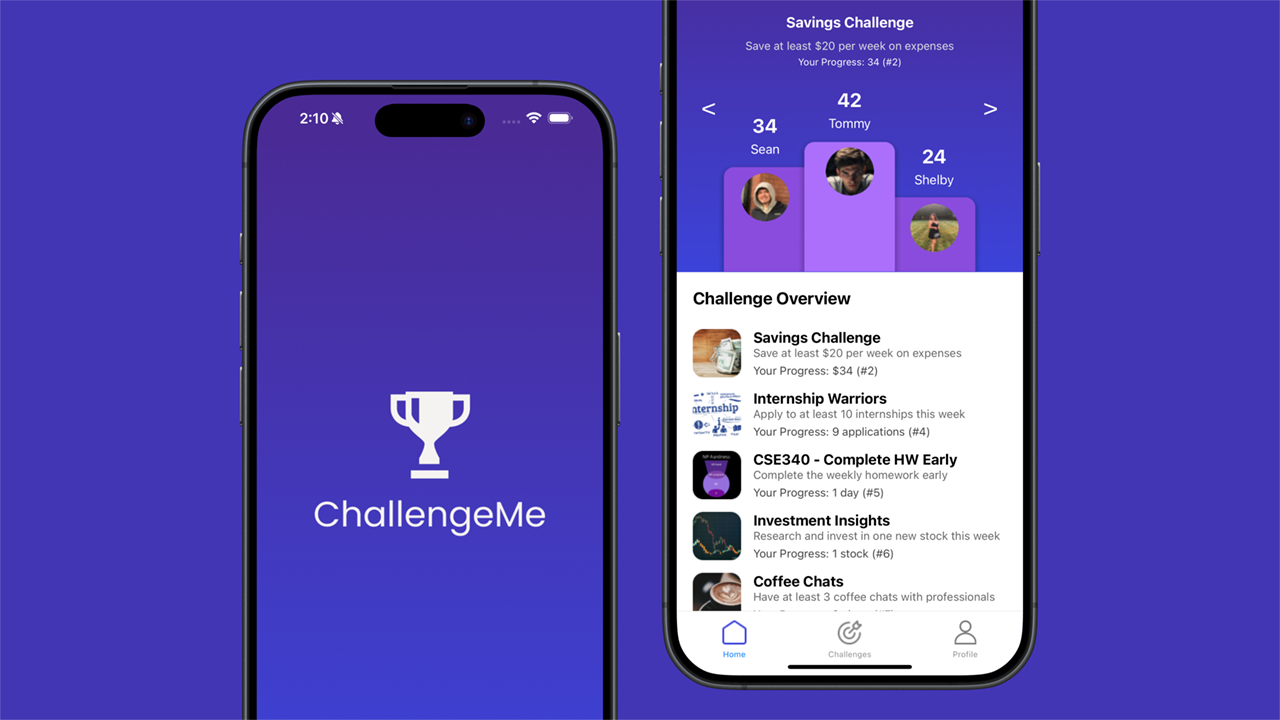 2:10
ChallengeMe
Savings Challenge
Save at least $20 per week on expenses
Your Progress: 34 (#2)
<
42
Tommy
>
34
Sean
24
Shelby
Challenge Overview
Savings Challenge
Save at least $20 per week on expenses
Your Progress: $34 (#2)
Internship Warriors
Apply to at least 10 internships this week
Your Progress: 9 applications (#4)
CSE340 - Complete HW Early
Complete the weekly homework early
Your Progress: 1 day (#5)
Investment Insights
Research and invest in one new stock this week
Your Progress: 1 stock (#6)
Coffee Chats
Have at least 3 coffee chats with professionals
Home
Challenges
Profile